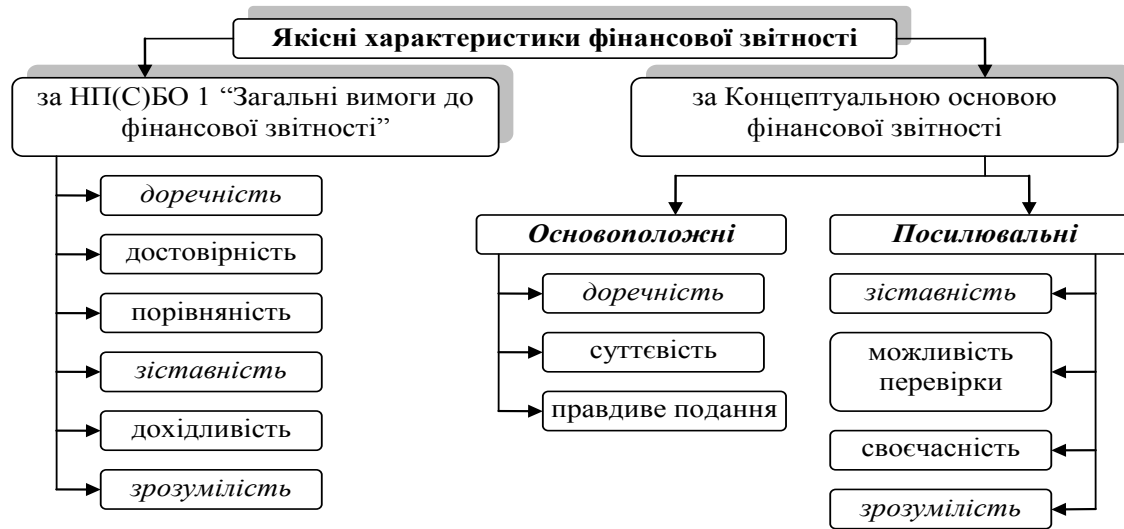 Якісні характеристики фінансової звітності
за НП(С)БО 1 “Загальні вимоги до
фінансової звітності”
доречність
достовірність
порівняність
зіставність
дохідливість
зрозумілість
за Концептуальною основою
фінансової звітності
Основоположні
доречність
суттєвість
правдиве подання
Посилювальні
зіставність
можливість
перевірки
своєчасність
зрозумілість